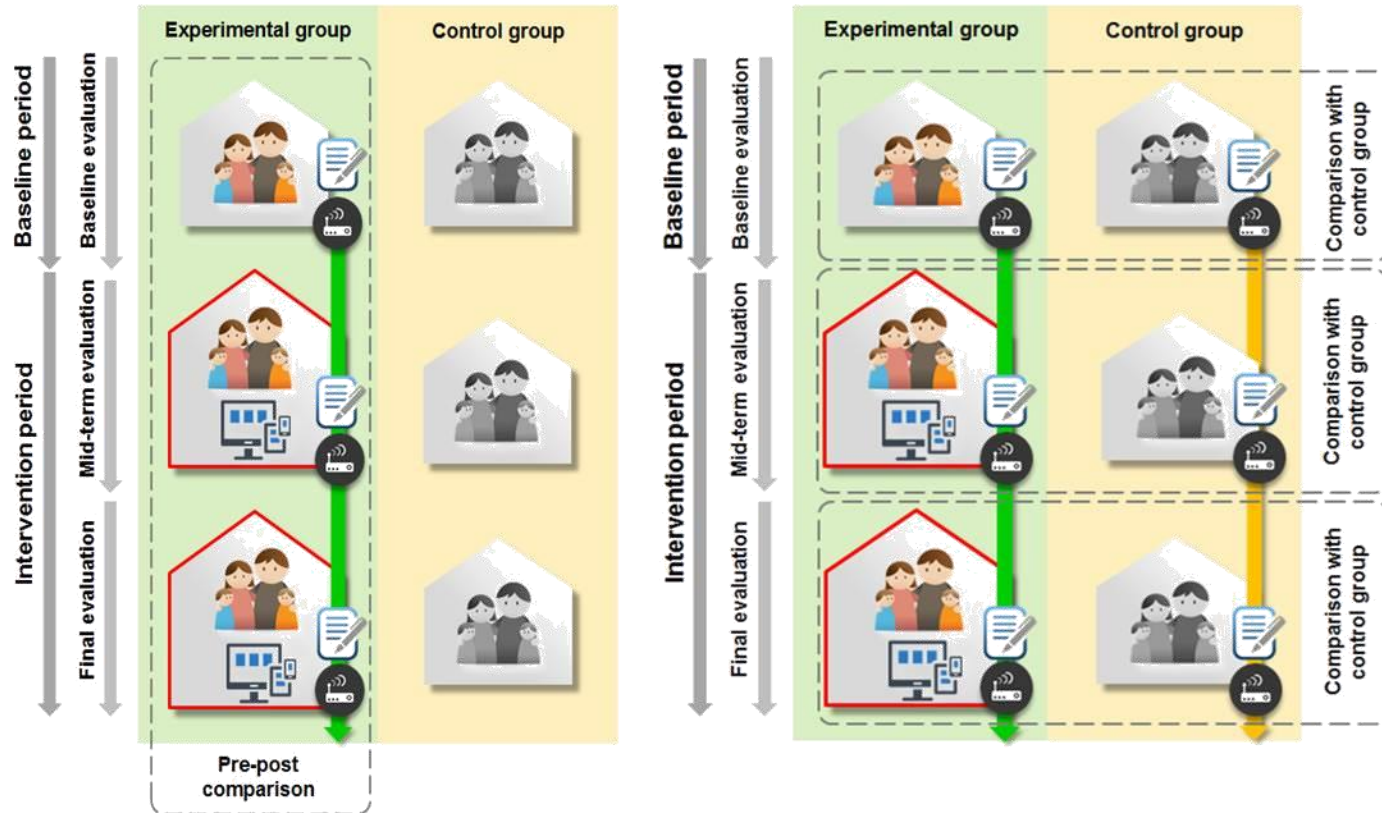 Experimental group
Control group
Baseline period
Baseline evaluation
Intervention period
Mid-term evaluation
Final evaluation
Pre-post
comparison
Experimental group
Control group
Baseline period
Baseline evaluation
Intervention period
Mid-term evaluation
Final evaluation
Comparison with
control group
Comparison with
control group
Comparison with
control group